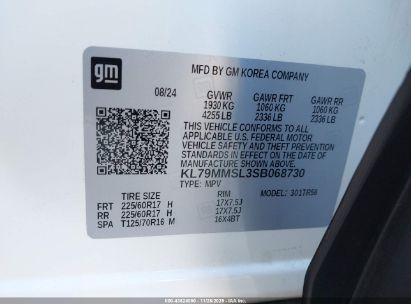 gm
MFD BY GM KOREA COMPANY
08/24 GVWR GAWR FRT GAWR RR
1930 KG 1060 KG 1060 KG
4255 LB 2336 LB 2336 LB
THIS VEHICLE CONFORMS TO ALL
APPLICABLE U.S. FEDERAL MOTOR
VEHICLE SAFETY AND THEFT
PREVENTION STANDARDS IN EFFECT
ON THE DATE OF MANUFACTURE
SHOWN ABOVE.
KL79MMSL3SB068730
TYPE: MPV MODEL: 301TR58
TIRE SIZE RIM
FRT 225/60R17 H 17X7.5J
RR 225/60R17 H 17X7.5J
SPA T125/70R16 M 16X4BT